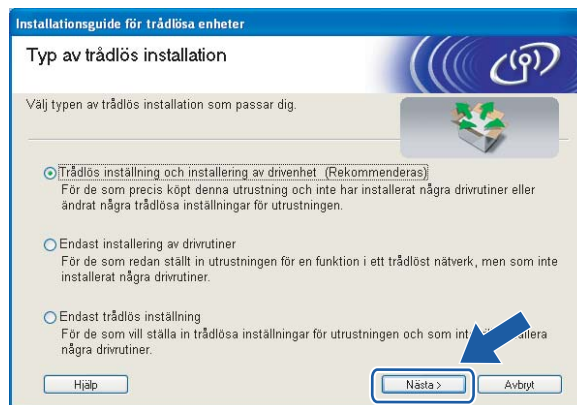 Installationsguide för trådlösa enheter
Typ av trådlös installation
Välj typen av trådlös installation som passar dig.
Trådlös inställning och installering av drivenhet (Rekommenderas)
För de som precis köpt denna utrustning och inte har installerat några drivrutiner eller
ändrat några trådlösa inställningar för utrustningen.
Endast installering av drivrutiner
För de som redan ställt in utrustningen för en funktion i ett trådlöst nätverk, men som inte
installerat några drivrutiner.
Endast trådlös inställning
För de som vill ställa in trådlösa inställningar för utrustningen och som
några drivrutiner.
Hjälp
Nästa >
Avbryt